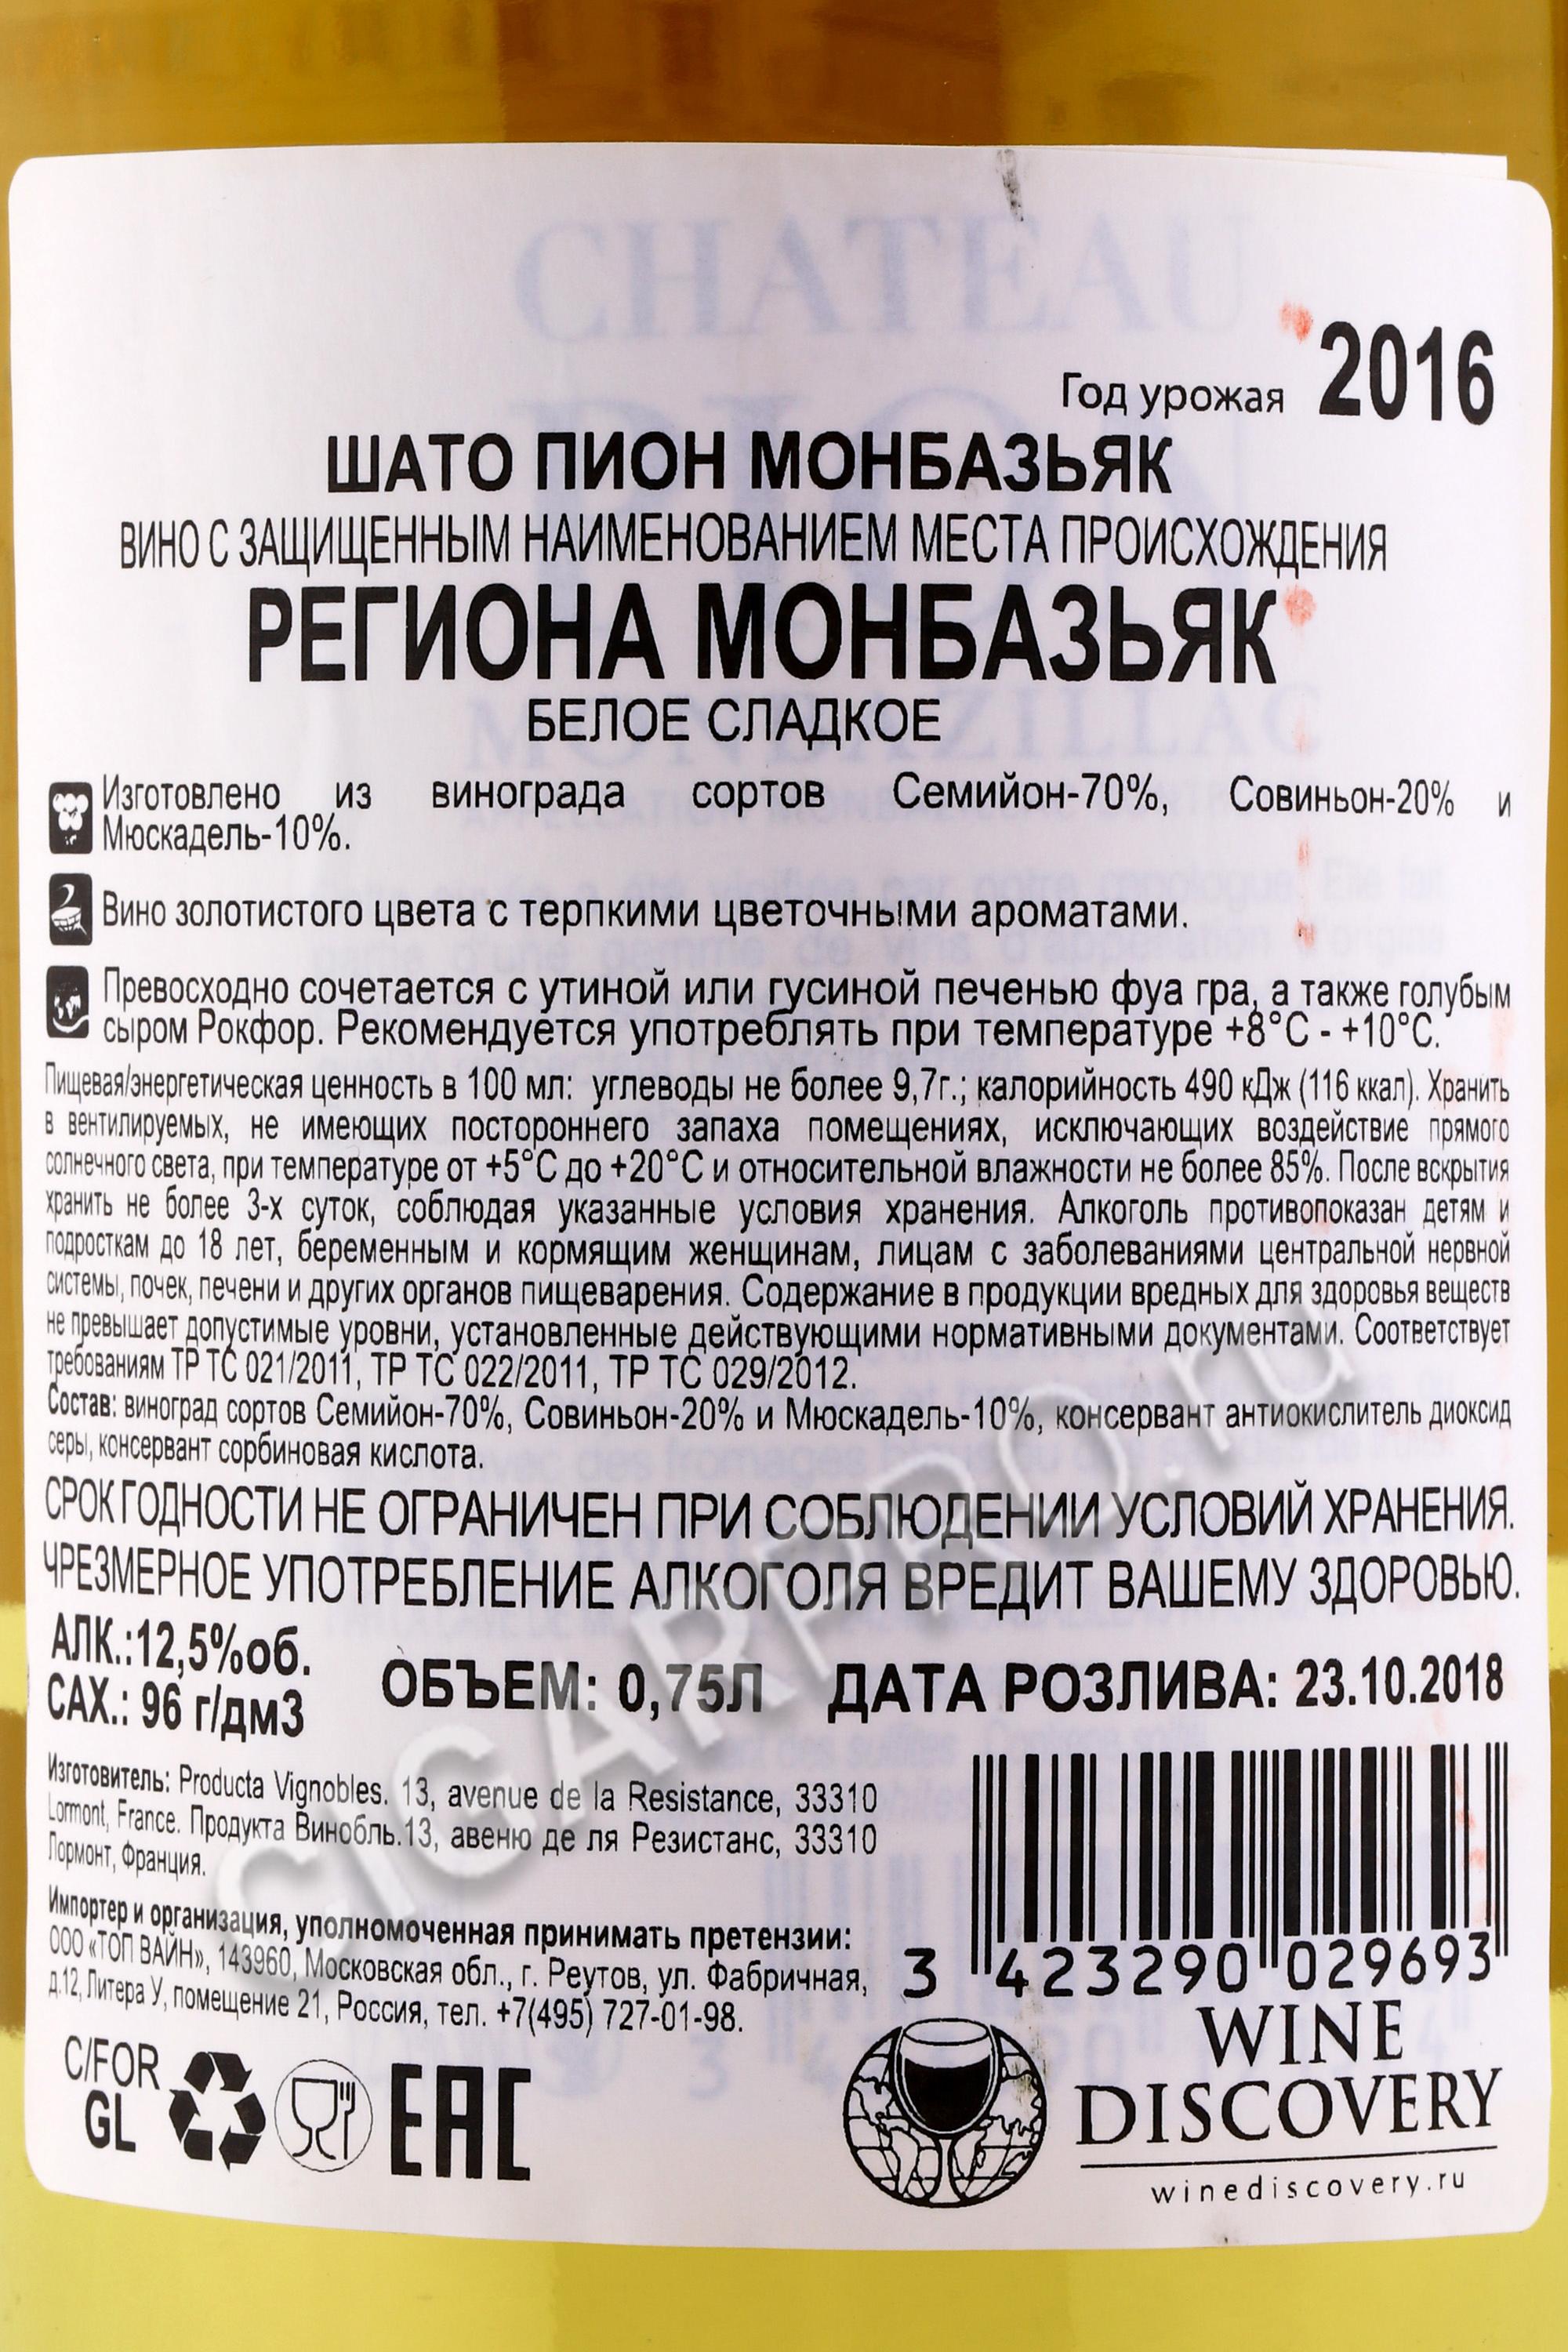 CHATEAU
Год урожая 2016
ШАТО ПИОН МОНБАЗЬЯК
ВИНО С ЗАЩИЩЕННЫМ НАИМЕНОВАНИЕМ МЕСТА ПРОИСХОЖДЕНИЯ
РЕГИОНА МОНБАЗЬЯК
MONBAZILLAC
БЕЛОЕ СЛАДКОЕ
Изготовлено из винограда сортов Семийон-70%, Совиньон-20% и
Мюскадель-10%.
Вино золотистого цвета с терпкими цветочными ароматами.
Превосходно сочетается с утиной или гусиной печенью фуа гра, а также голубым
сыром Рокфор. Рекомендуется употреблять при температуре +8°С - +10°С.
Пищевая/энергетическая ценность в 100 мл: углеводы не более 9,7г.; калорийность 490 кДж (116 ккал). Хранить
в вентилируемых, не имеющих постороннего запаха помещениях, исключающих воздействие прямого
солнечного света, при температуре от +5°С до +20°С и относительной влажности не более 85%. После вскрытия
хранить не более 3-х суток, соблюдая указанные условия хранения. Алкоголь противопоказан детям и
подросткам до 18 лет, беременным и кормящим женщинам, лицам с заболеваниями центральной нервной
системы, почек, печени и других органов пищеварения. Содержание в продукции вредных для здоровья веществ
не превышает допустимые уровни, установленные действующими нормативными документами. Соответствует
требованиям ТР ТС 021/2011, ТР ТС 022/2011, ТР ТС 029/2012.
Состав: виноград сортов Семийон-70%, Совиньон-20% и Мюскадель-10%, консервант антиокислитель диоксид
серы, консервант сорбиновая кислота.
СРОК ГОДНОСТИ НЕ ОГРАНИЧЕН ПРИ СОБЛЮДЕНИИ УСЛОВИЙ ХРАНЕНИЯ.
ЧРЕЗМЕРНОЕ УПОТРЕБЛЕНИЕ АЛКОГОЛЯ ВРЕДИТ ВАШЕМУ ЗДОРОВЬЮ.
АЛК.:12,5%об.
САХ.: 96 г/дм3
ОБЪЕМ: 0,75Л ДАТА РОЗЛИВА: 23.10.2018
Изготовитель: Producta Vignobles. 13, avenue de la Resistance, 33310
Lormont, France. Продукта Винобль.13, авеню де ля Резистанс, 33310
Лормонт, Франция.
Импортер и организация, уполномоченная принимать претензии:
ООО «ТОП ВАЙН», 143960, Московская обл., г. Реутов, ул. Фабричная,
д.12, Литера У, помещение 21, Россия, тел. +7(495) 727-01-98.
3 423290 029693
C/FOR
GL
EAC
WINE
DISCOVERY
winediscovery.ru
CIGARPRO.ru